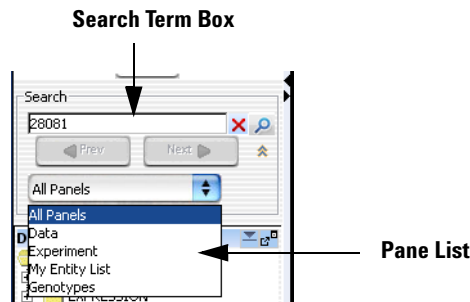 Search Term Box
Search
28081
Prev Next
All Panels
All Panels
Data
Experiment
Pane List
My Entity List
Genotypes